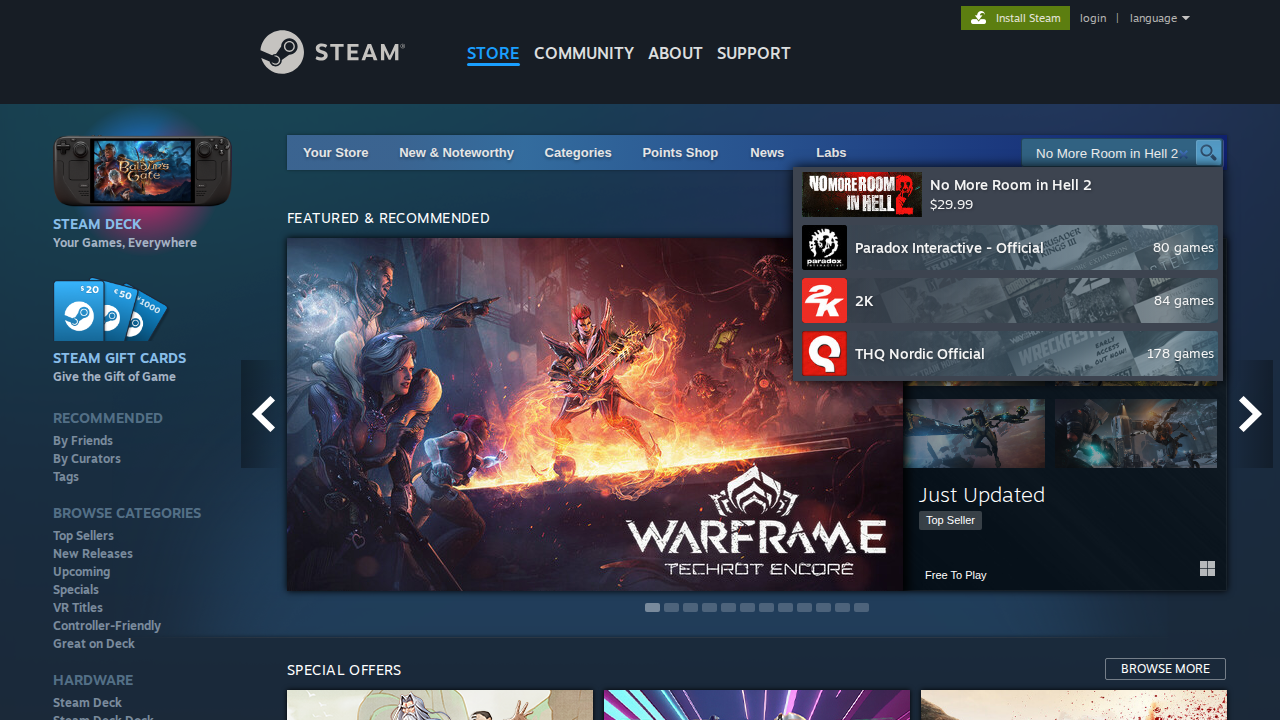 Install Steam
login | language
STEAM®
STORE COMMUNITY ABOUT SUPPORT
Your Store New & Noteworthy Categories Points Shop News Labs
No More Room in Hell 2
NO MORE ROOM IN HELL 2
No More Room in Hell 2
$29.99
paradox
INTERACTIVE
Paradox Interactive - Official
80 games
2K
2K
84 games
THQ Nordic Official
178 games
BALDUR'S
GATE
STEAM DECK
Your Games, Everywhere
$20
€50
1000
STEAM GIFT CARDS
Give the Gift of Game
RECOMMENDED
By Friends
By Curators
Tags
BROWSE CATEGORIES
Top Sellers
New Releases
Upcoming
Specials
VR Titles
Controller-Friendly
Great on Deck
HARDWARE
Steam Deck
Steam Deck Dock
FEATURED & RECOMMENDED
WARFRAME
TECHROT ENCORE
Just Updated
Top Seller
Free To Play
SPECIAL OFFERS
BROWSE MORE